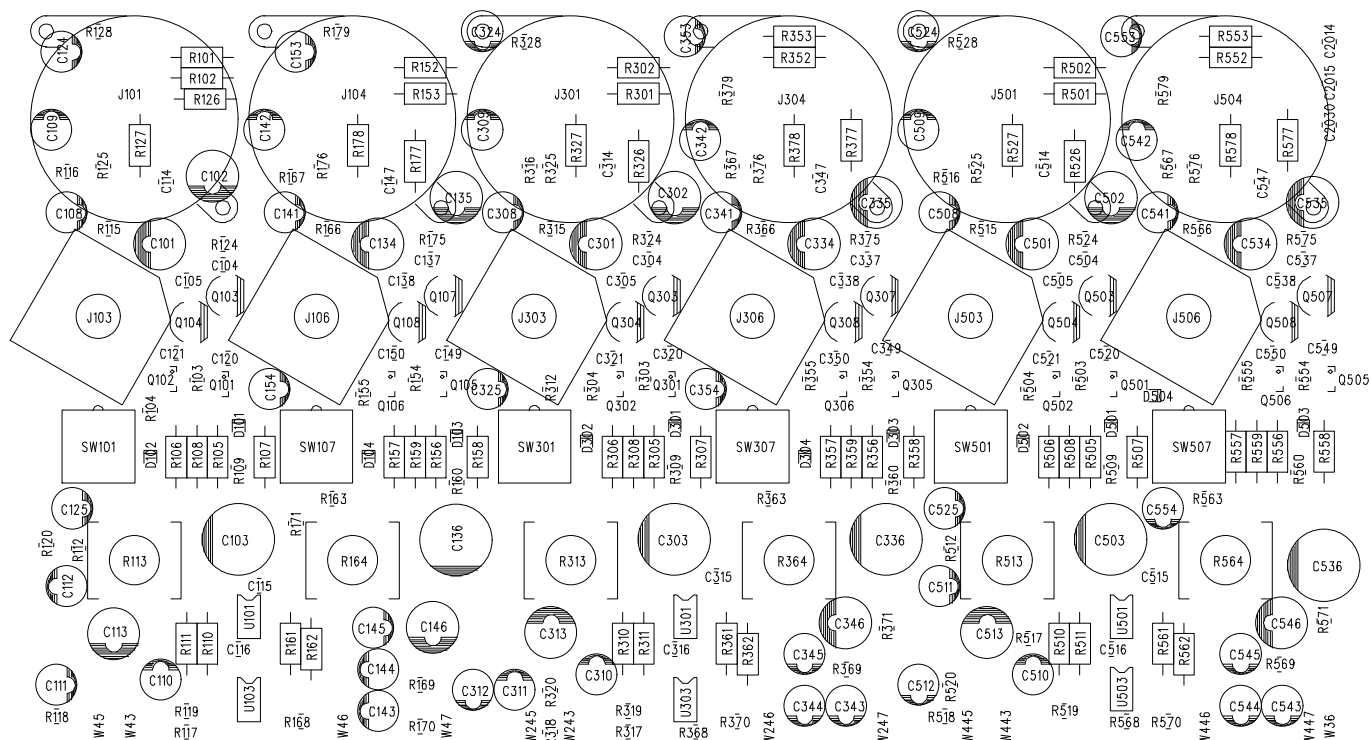 R128 R179 C324 R328 C353 R353 C524 R528 C553 R553 C2014
C124 R101 C153 R152 R302 R352 R502 R552 C2015
R102 R153 R301 R379 R501 R579
J101 R126 J104 J301 J304 J501 J504 C2030
C109 R127 C142 R178 R177 C309 R327 R326 C342 R378 R377 C509 R527 R526 C542 R578 R577
R116 R125 C114 C102 R167 R176 C147 C135 R316 R325 C314 C302 R367 R376 C347 C335 R516 R525 C514 C502 R567 R576 C547 C535
C108 C141 C308 C341 C508 C541
R115 C101 R124 R166 C134 R175 R315 C301 R324 R366 C334 R375 R515 C501 R524 R566 C534 R575
C104 C137 C304 C337 C504 C537
C105 C138 C305 C338 C505 C538
Q103 Q107 Q303 Q307 Q503 Q507
J103 Q104 J106 Q108 J303 Q304 J306 Q308 J503 Q504 J506 Q508
C121 C120 C150 C149 C321 C320 C350 C349 C521 C520 C550 C549
Q102 R103 Q101 C154 R155 R154 Q105 C325 R312 R304 R303 Q301 C354 R355 R354 Q305 R504 R503 Q501 R555 R554 Q505
R104 Q106 Q302 Q306 Q502 D504 Q506
D101 D103 D301 D303 D501 D503
SW101 D102 R106 R108 R105 R107 SW107 D104 R157 R159 R156 R158 SW301 D302 R306 R308 R305 R307 SW307 D304 R357 R359 R356 R358 SW501 D502 R506 R508 R505 R507 SW507 R557 R559 R556 R558
R109 R160 R309 R360 R509 R560
R163 R363 R563
C125 C525 C554
R120 R112 C103 R171 C136 C303 C336 R512 C503
R113 R164 R313 R364 R513 R564 C536
C112 C115 C315 C511 C515
U101 U301 U501
C113 R111 R110 C116 R161 R162 C145 C146 C313 R310 R311 C316 R361 R362 C346 R371 C513 R517 R510 R511 C516 R561 R562 C546 R571
C144 C345 R369 C545 R569
C111 C110 U103 R169 C312 C311 R320 C310 U303 C512 R520 C510 U503
C143 C344 C343 C544 C543
R118 W45 W43 R119 R117 R168 W46 R170 W47 W245 R318 W243 R319 R317 R368 R370 W246 W247 R518 W445 W443 R519 R568 R570 W446 W447 W36